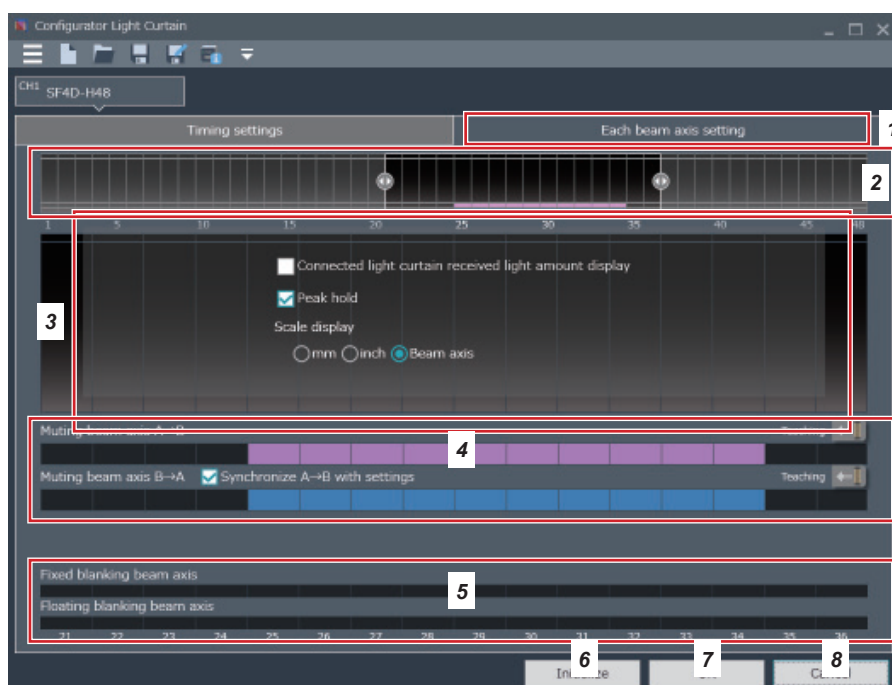 Configurator Light Curtain
CH1 SF4D-H48
Timing settings
Each beam axis setting
1
2
1 5 10 15 20 25 30 35 40 45 48
Connected light curtain received light amount display
Peak hold
3
Scale display
mm inch Beam axis
Muting beam axis A→B
Teaching
4
Muting beam axis B→A Synchronize A→B with settings
Teaching
Fixed blanking beam axis
5
Floating blanking beam axis
21 22 23 24 25 26 27 28 29 30 31 32 33 34 35 36
6 7 8